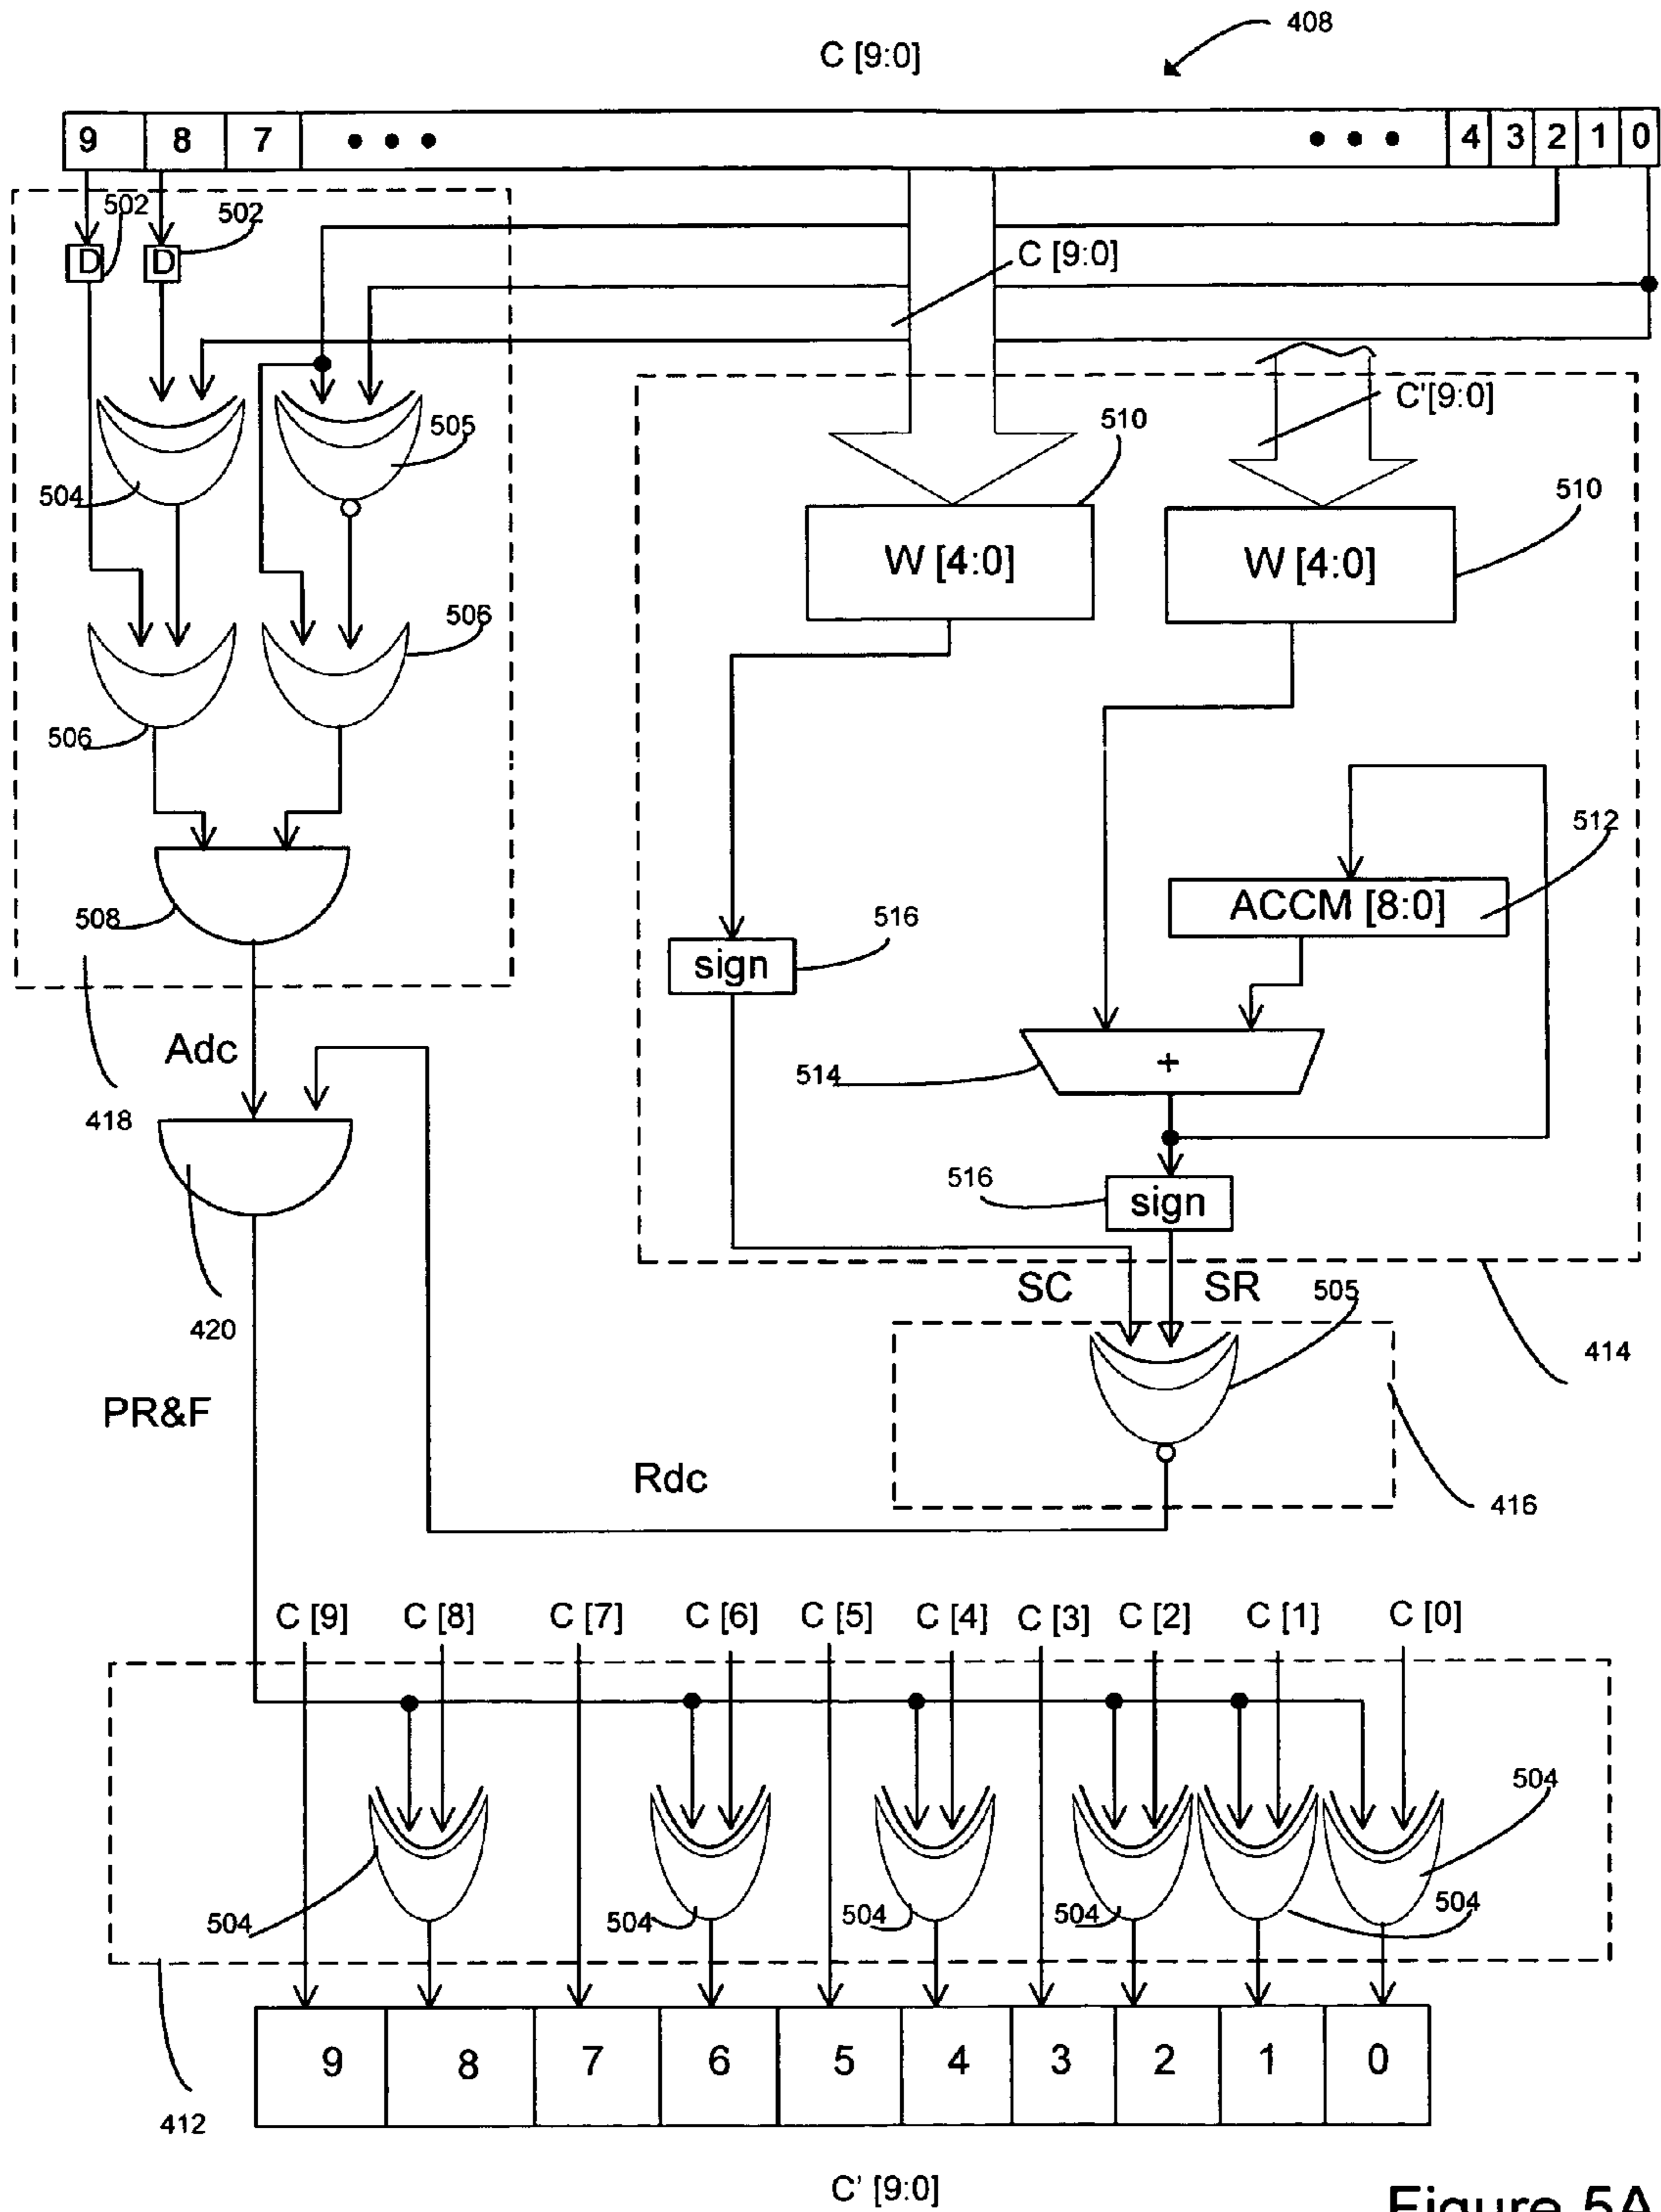 408
C [9:0]
9 8 7 • • • • • • 4 3 2 1 0
502
502
D D
C [9:0]
C'[9:0]
505
510
510
504
W [4:0]
W [4:0]
506
506
512
ACCM [8:0]
508
516
sign
Adc
+
514
418
516
sign
SC SR
505
420
414
PR&F
Rdc
416
C [9] C [8] C [7] C [6] C [5] C [4] C [3] C [2] C [1] C [0]
504
504 504 504 504 504
9 8 7 6 5 4 3 2 1 0
412
C' [9:0]
Figure 5A